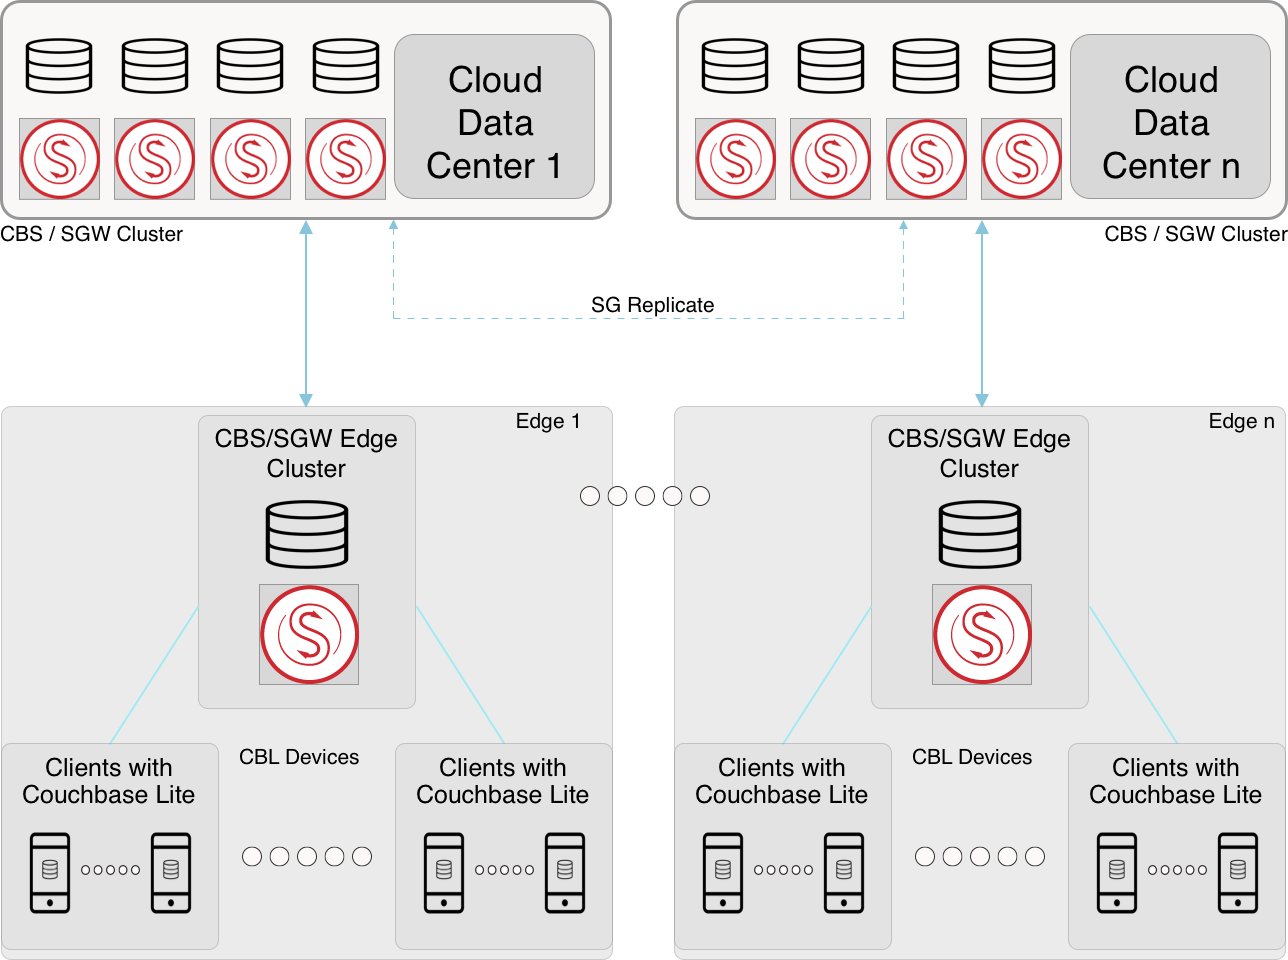 Cloud
Data
Center 1
Cloud
Data
Center n
CBS / SGW Cluster
CBS / SGW Cluster
SG Replicate
Edge 1
CBS/SGW Edge
Cluster
Edge n
CBS/SGW Edge
Cluster
Clients with
Couchbase Lite
CBL Devices
Clients with
Couchbase Lite
Clients with
Couchbase Lite
CBL Devices
Clients with
Couchbase Lite